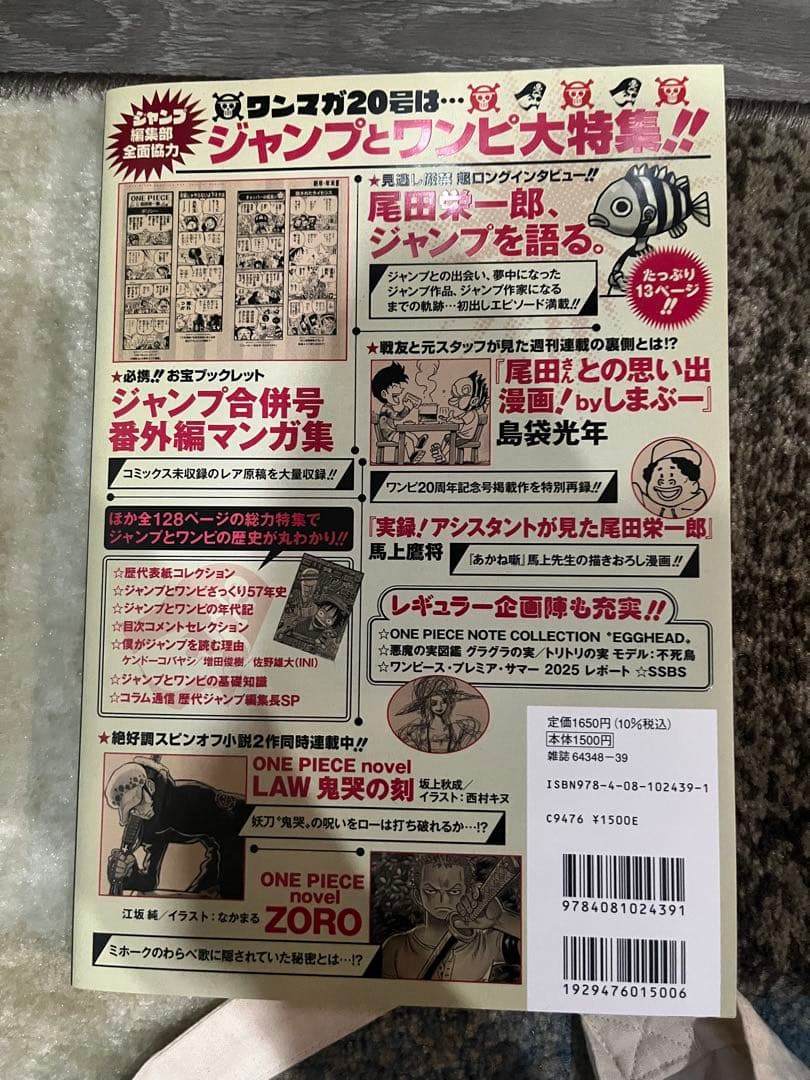 ジャンプ
編集部
全面協力
ワンマガ20号は…
ジャンプとワンピ大特集!!
★見逃し厳禁 超ロングインタビュー!!
尾田栄一郎、
ジャンプを語る。
ジャンプとの出会い、夢中になった
ジャンプ作品、ジャンプ作家になる
までの軌跡…初出しエピソード満載!!
たっぷり
13ページ
!!
ONE PIECE
★必携!! お宝ブックレット
ジャンプ合併号
番外編マンガ集
コミックス未収録のレア原稿を大量収録!!
★戦友と元スタッフが見た週刊連載の裏側とは!?
『尾田さんとの思い出
漫画!byしまぶー』
島袋光年
ワンピ20周年記念号掲載作を特別再録!!
『実録!アシスタントが見た尾田栄一郎』
馬上鷹将
『あかね噺』馬上先生の描きおろし漫画!!
ほか全128ページの総力特集で
ジャンプとワンピの歴史が丸わかり!!
☆歴代表紙コレクション
☆ジャンプとワンピざっくり57年史
☆ジャンプとワンピの年代記
☆目次コメントセレクション
☆僕がジャンプを読む理由
ケンドーコバヤシ/増田俊樹/佐野雄大(INI)
☆ジャンプとワンピの基礎知識
☆コラム通信 歴代ジャンプ編集長SP
レギュラー企画陣も充実!!
☆ONE PIECE NOTE COLLECTION “EGGHEAD„
☆悪魔の実図鑑 グラグラの実/トリトリの実 モデル:不死鳥
☆ワンピース・プレミア・サマー 2025 レポート ☆SSBS
★絶好調スピンオフ小説2作同時連載中!!
ONE PIECE novel
LAW 鬼哭の刻
坂上秋成/
イラスト:西村キヌ
妖刀“鬼哭„の呪いをローは打ち破れるか…!?
ONE PIECE
novel
ZORO
江坂 純/イラスト:なかまる
ミホークのわらべ歌に隠されていた秘密とは…!?
定価1650円(10%税込)
本体1500円
雑誌 64348-39
ISBN978-4-08-102439-1
C9476 ¥1500E
9784081024391
1929476015006